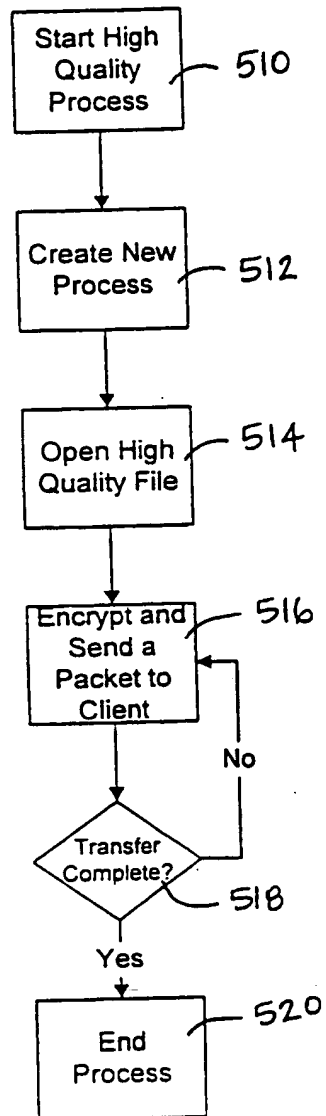 Start High
Quality
Process
510
Create New
Process
512
Open High
Quality File
514
Encrypt and
Send a
Packet to
Client
516
No
Transfer
Complete?
518
Yes
End
Process
520